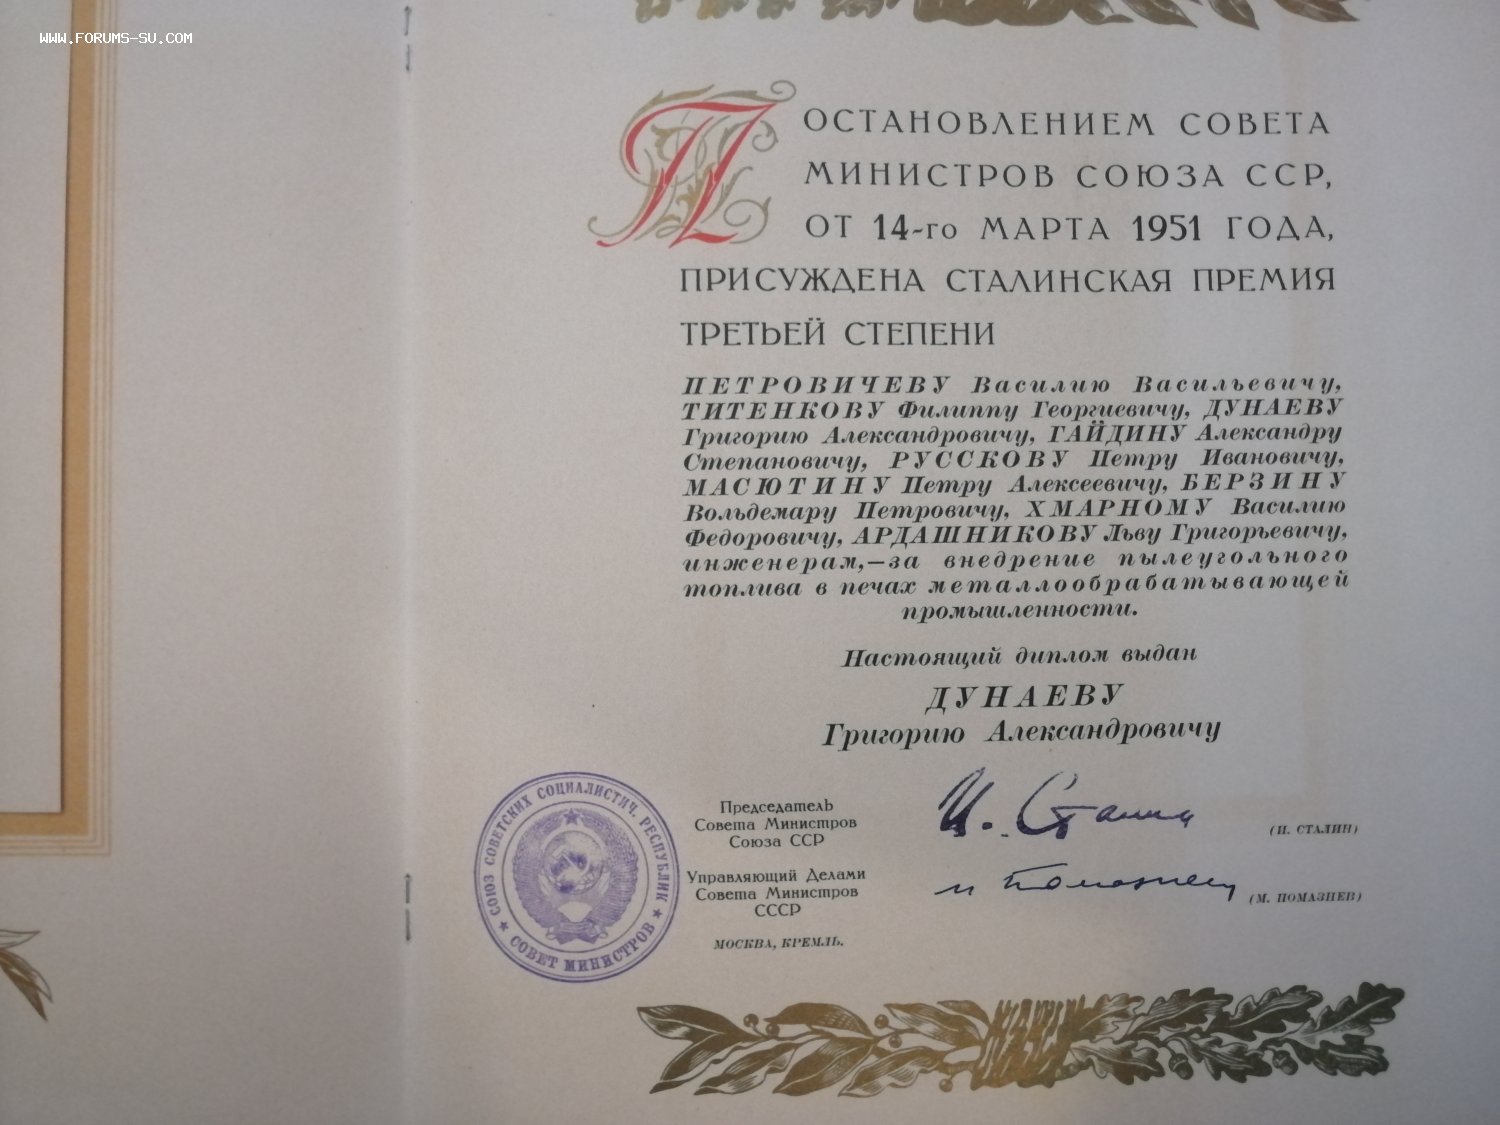 WWW.FORUMS-SU.COM
ПОСТАНОВЛЕНИЕМ СОВЕТА
МИНИСТРОВ СОЮЗА ССР,
ОТ 14-го МАРТА 1951 ГОДА,
ПРИСУЖДЕНА СТАЛИНСКАЯ ПРЕМИЯ
ТРЕТЬЕЙ СТЕПЕНИ
ПЕТРОВИЧЕВУ Василию Васильевичу,
ТИТЕНКОВУ Филиппу Георгиевичу, ДУНАЕВУ
Григорию Александровичу, ГАЙДИНУ Александру
Степановичу, РУССКОВУ Петру Ивановичу,
МАСЮТИНУ Петру Алексеевичу, БЕРЗИНУ
Вольдемару Петровичу, ХМАРНОМУ Василию
Федоровичу, АРДАШНИКОВУ Льву Григорьевичу,
инженерам,—за внедрение пылеугольного
топлива в печах металлообрабатывающей
промышленности.
Настоящий диплом выдан
ДУНАЕВУ
Григорию Александровичу
Председатель
Совета Министров
Союза ССР
И. Сталин
(И. СТАЛИН)
Управляющий Делами
Совета Министров
СССР
М Помазнев
(М. ПОМАЗНЕВ)
МОСКВА, КРЕМЛЬ.
СОЮЗ СОВЕТСКИХ СОЦИАЛИСТИЧ. РЕСПУБЛИК
★ СОВЕТ МИНИСТРОВ ★